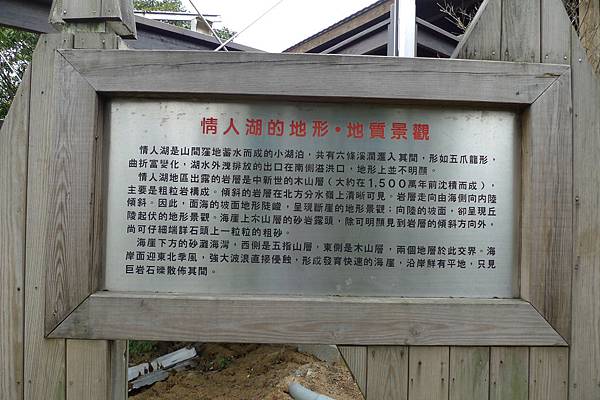 情人湖的地形・地質景觀
情人湖是山間窪地蓄水而成的小湖泊，共有六條溪澗滙入其間，形如五爪龍形，
曲折富變化，湖水外洩排放的出口在南側溢洪口，地形上並不明顯。
情人湖地區出露的岩層是中新世的木山層（大約在1,500萬年前沈積而成），
主要是粗粒岩構成。傾斜的岩層在北方分水嶺上清晰可見。岩層走向由海側向內陸
傾斜。因此，面海的坡面地形陡峻，呈現斷崖的地形景觀；向陸的坡面，卻呈現丘
陵起伏的地形景觀。海崖上木山層的砂岩露頭，除可明顯見到岩層的傾斜方向外，
尚可仔細端詳石頭上一粒粒的粗砂。
海崖下方的砂灘海灣，西側是五指山層，東側是木山層，兩個地層於此交界。海
岸面迎東北季風，強大波浪直接侵蝕，形成發育快速的海崖，沿岸鮮有平地，只見
巨岩石礫散佈其間。